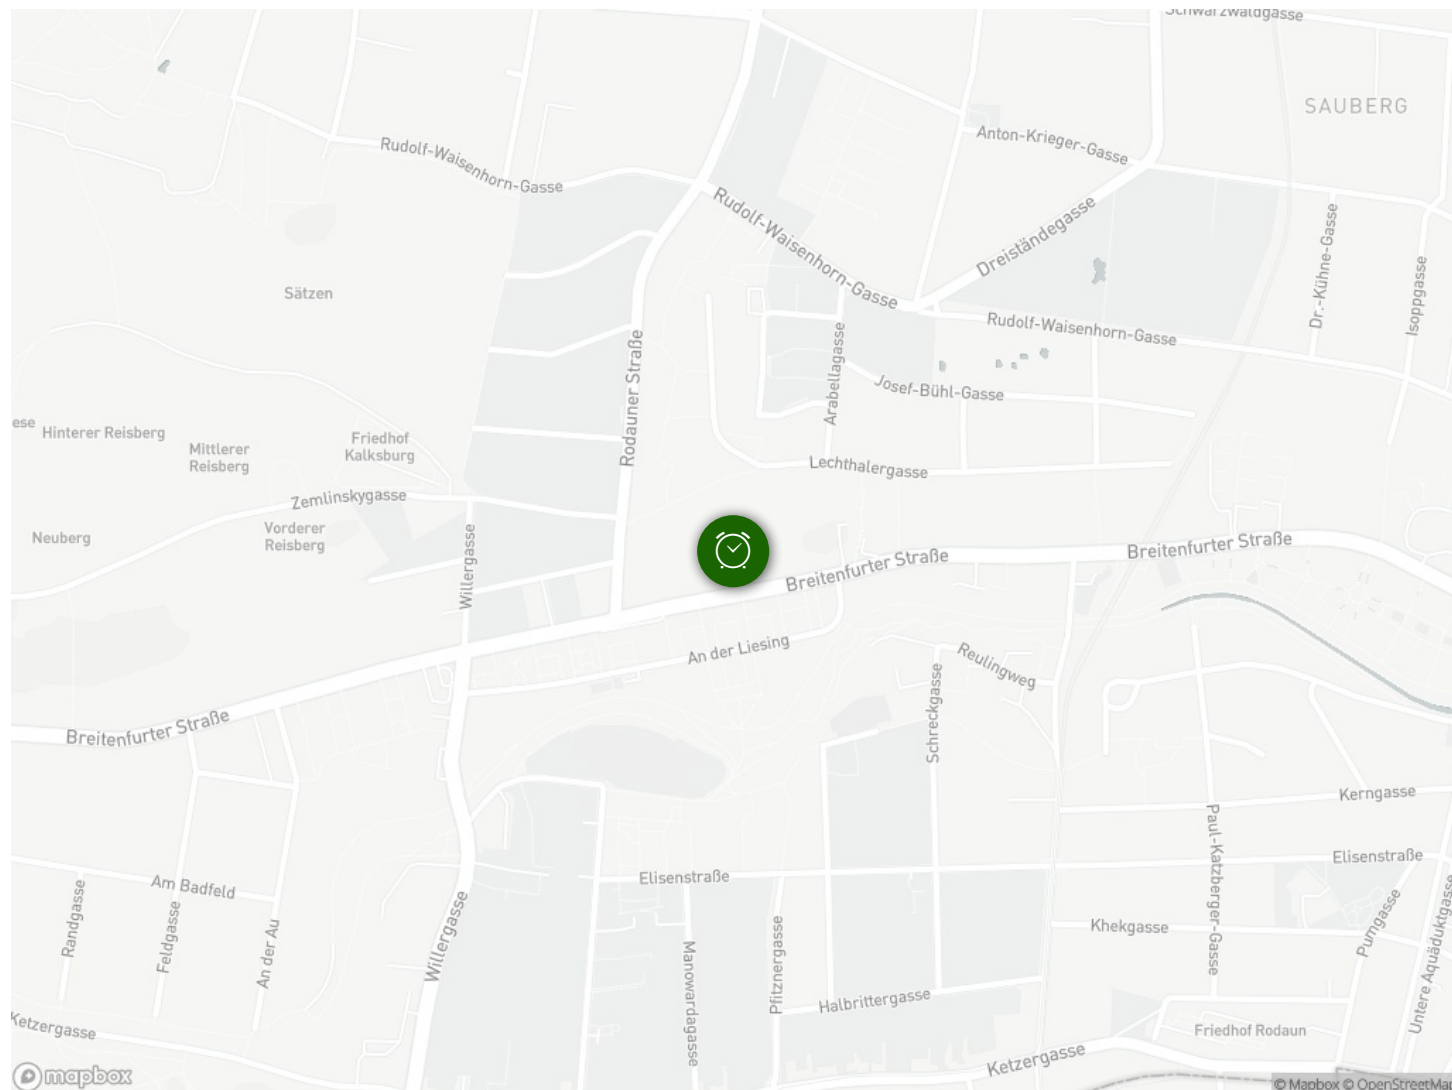 Schwarzwaldgasse
SAUBERG
Anton-Krieger-Gasse
Rudolf-Waisenhorn-Gasse
Rudolf-Waisenhorn-Gasse
Dreiständegasse
Dr.-Kühne-Gasse
Isoppgasse
Sätzen
Rudolf-Waisenhorn-Gasse
Rodauner Straße
Arabellagasse
Josef-Bühl-Gasse
ese
Hinterer Reisberg
Mittlerer
Reisberg
Friedhof
Kalksburg
Lechthalergasse
Zemlinskygasse
Neuberg
Vorderer
Reisberg
Willergasse
Breitenfurter Straße
Breitenfurter Straße
An der Liesing
Reulingweg
Schreckgasse
Breitenfurter Straße
Kerngasse
Paul-Katzberger-Gasse
Elisenstraße
Elisenstraße
Am Badfeld
Randgasse
Feldgasse
An der Au
Willergasse
Manowardagasse
Pfitznergasse
Khekgasse
Pumgasse
Untere Aquäduktgasse
Halbrittergasse
Ketzergasse
Friedhof Rodaun
Ketzergasse
mapbox
© Mapbox © OpenStreetMap